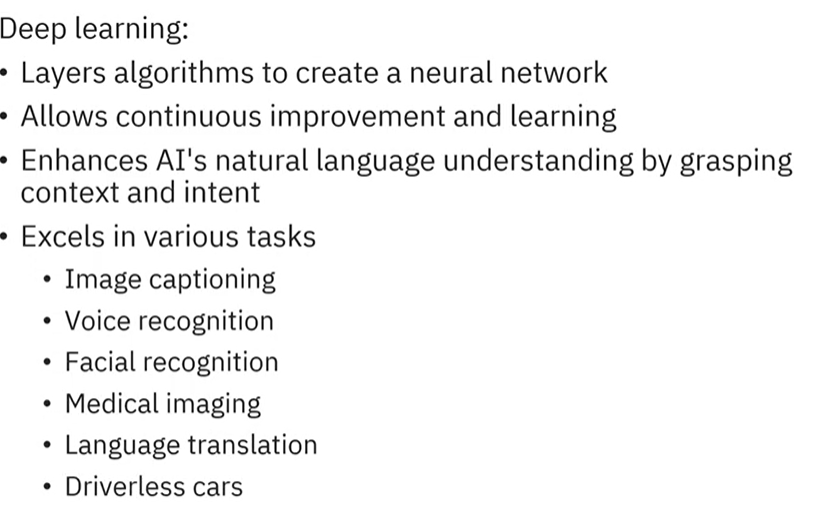 Deep learning:
• Layers algorithms to create a neural network
• Allows continuous improvement and learning
• Enhances AI's natural language understanding by grasping
context and intent
• Excels in various tasks
• Image captioning
• Voice recognition
• Facial recognition
• Medical imaging
• Language translation
• Driverless cars